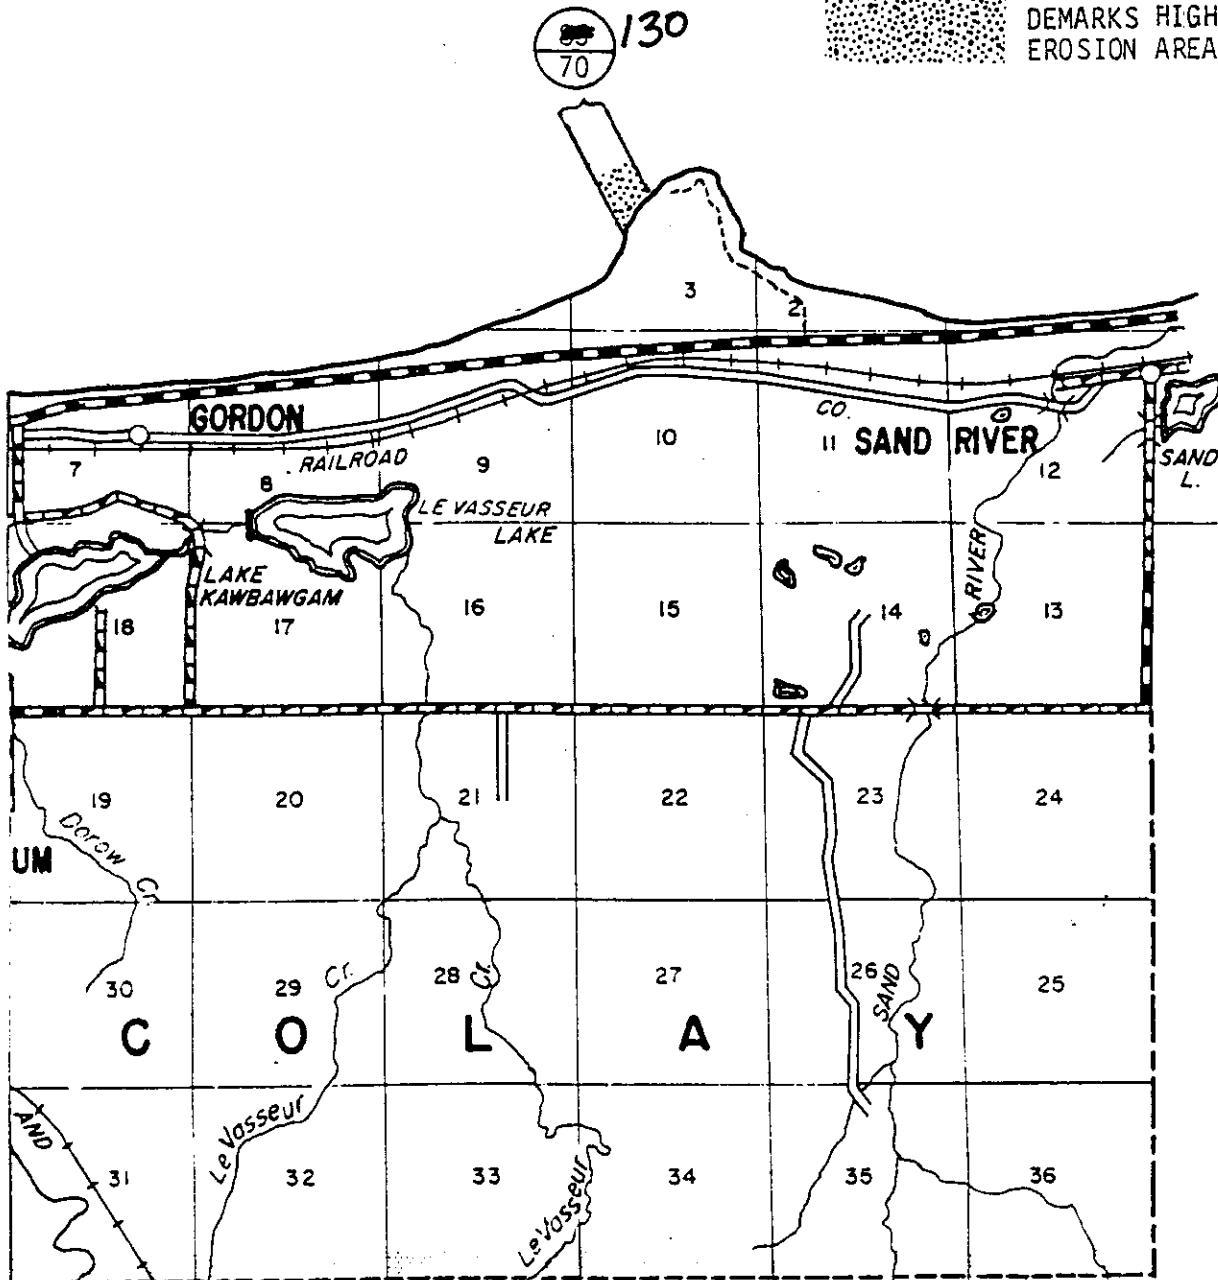 130
70
DEMARKS HIGH
EROSION AREA
3
2
GORDON
CO.
7
RAILROAD
8
9
10
11
SAND RIVER
12
SAND
L.
LE VASSEUR
LAKE
LAKE
KAWBAWGAM
18
17
16
15
14
RIVER
13
19
20
21
22
23
24
Dorow Cr.
UM
30
29
Cr.
28
Cr.
27
26
SAND
25
C O L A Y
AND
31
Le Vasseur
32
33
Le Vasseur
34
35
36